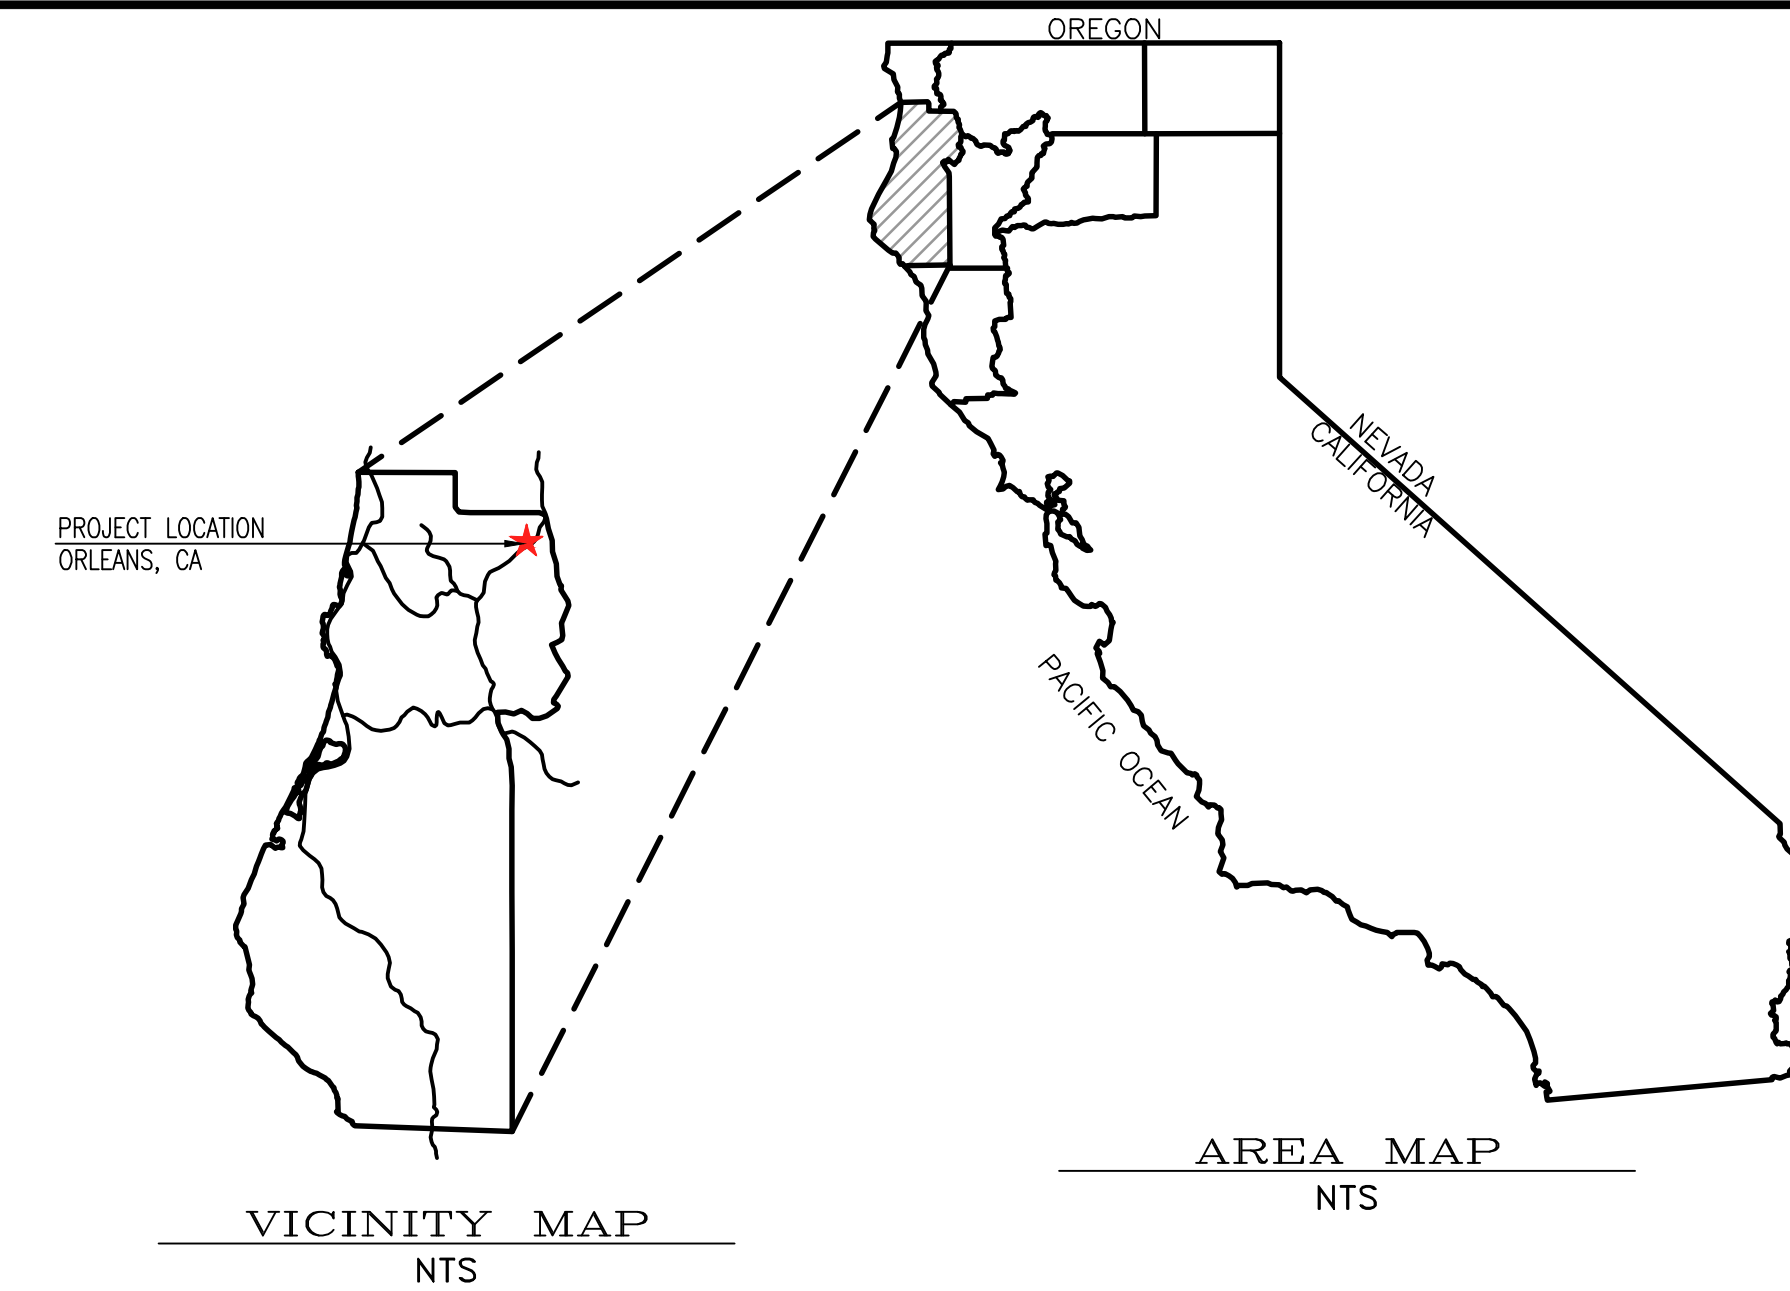 OREGON
NEVADA
CALIFORNIA
PROJECT LOCATION
ORLEANS, CA
PACIFIC OCEAN
AREA MAP
NTS
VICINITY MAP
NTS